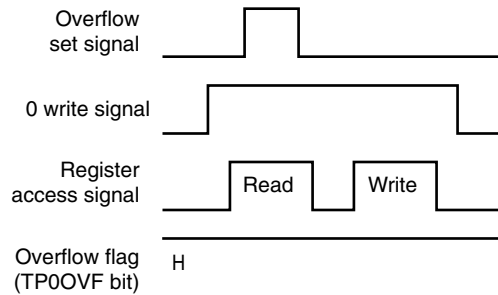 Overflow
set signal
0 write signal
Register
access signal
Read
Write
Overflow flag
(TP0OVF bit)
H